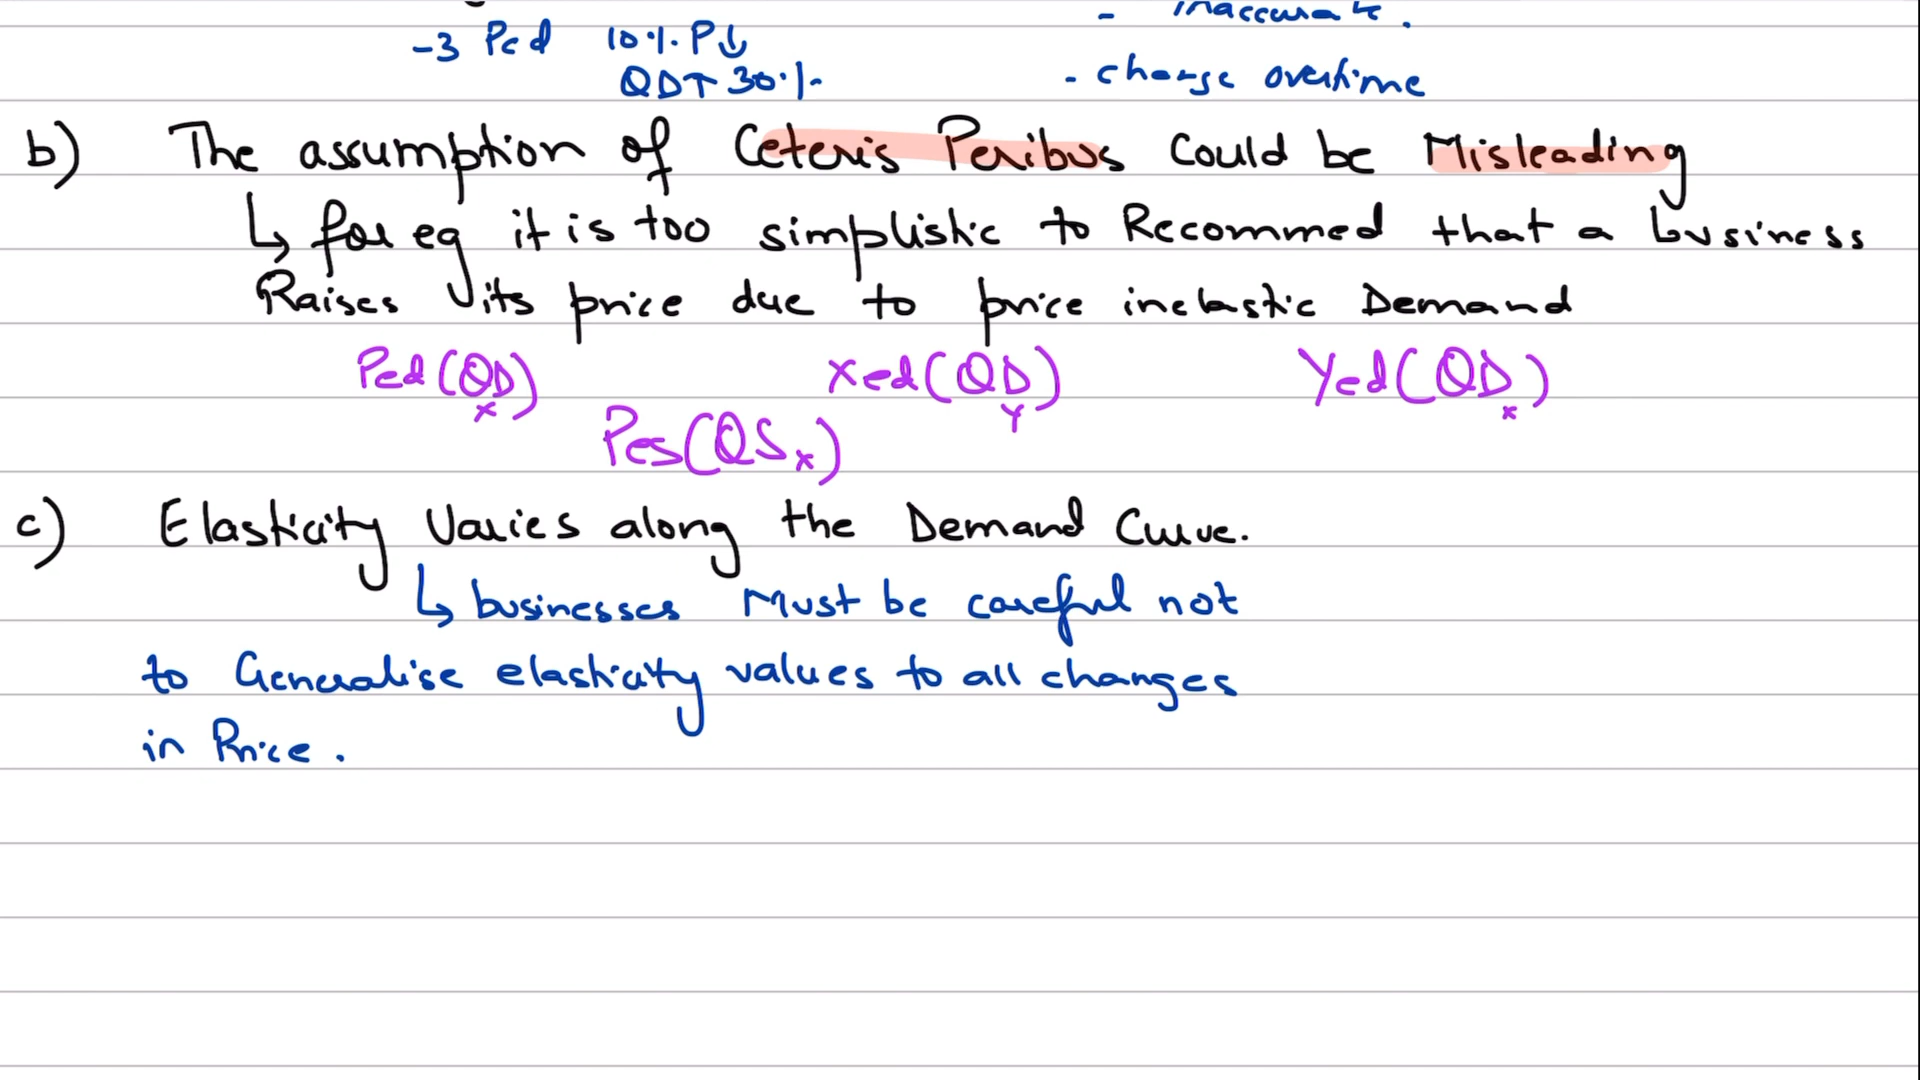 - inaccurate.
-3 Ped 10%. P↓
QD↑ 30%
- change overtime
b) The assumption of Ceteris Peribus Could be Misleading
↳ for eg it is too simplistic to Recommed that a business
Raises its price due to price inelastic Demand
Ped(QDx) Xed(QDy) Yed(QDx)
Pes(QSx)
c) Elasticity Varies along the Demand Curve.
↳ businesses Must be careful not
to Generalise elasticity values to all changes
in Price.